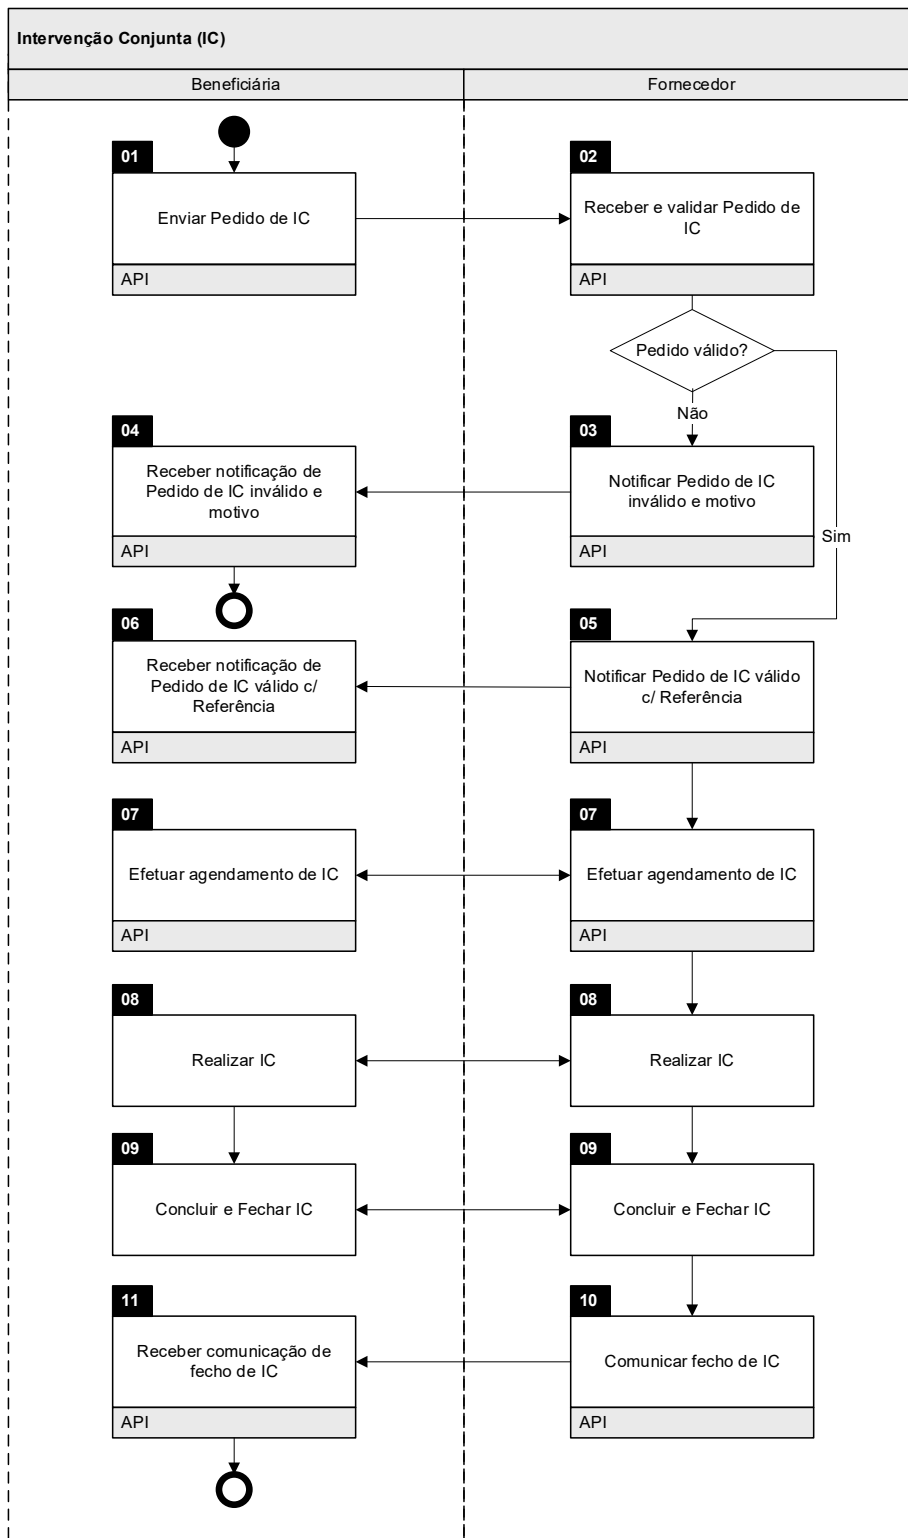 Intervenção Conjunta (IC)
Beneficiária
Fornecedor
01
Enviar Pedido de IC
API
02
Receber e validar Pedido de
IC
API
Pedido válido?
Não
Sim
04
Receber notificação de
Pedido de IC inválido e
motivo
API
03
Notificar Pedido de IC
inválido e motivo
API
06
Receber notificação de
Pedido de IC válido c/
Referência
API
05
Notificar Pedido de IC válido
c/ Referência
API
07
Efetuar agendamento de IC
API
07
Efetuar agendamento de IC
API
08
Realizar IC
08
Realizar IC
09
Concluir e Fechar IC
09
Concluir e Fechar IC
11
Receber comunicação de
fecho de IC
API
10
Comunicar fecho de IC
API